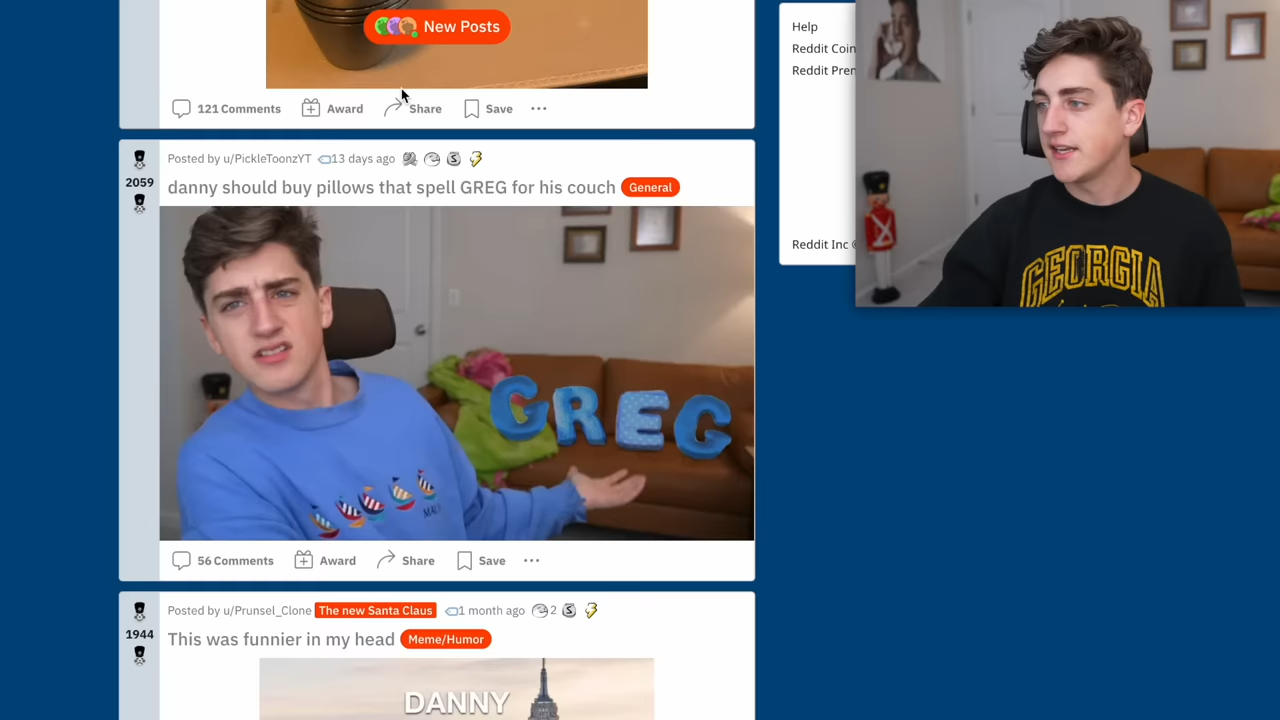 New Posts
121 Comments Award Share Save
Posted by u/PickleToonzYT 13 days ago
2059
danny should buy pillows that spell GREG for his couch General
GREG
56 Comments Award Share Save
Posted by u/Prunsel_Clone The new Santa Claus 1 month ago 2
1944
This was funnier in my head Meme/Humor
DANNY
Help
Reddit Coin
Reddit Pren
Reddit Inc ©
GEORGIA